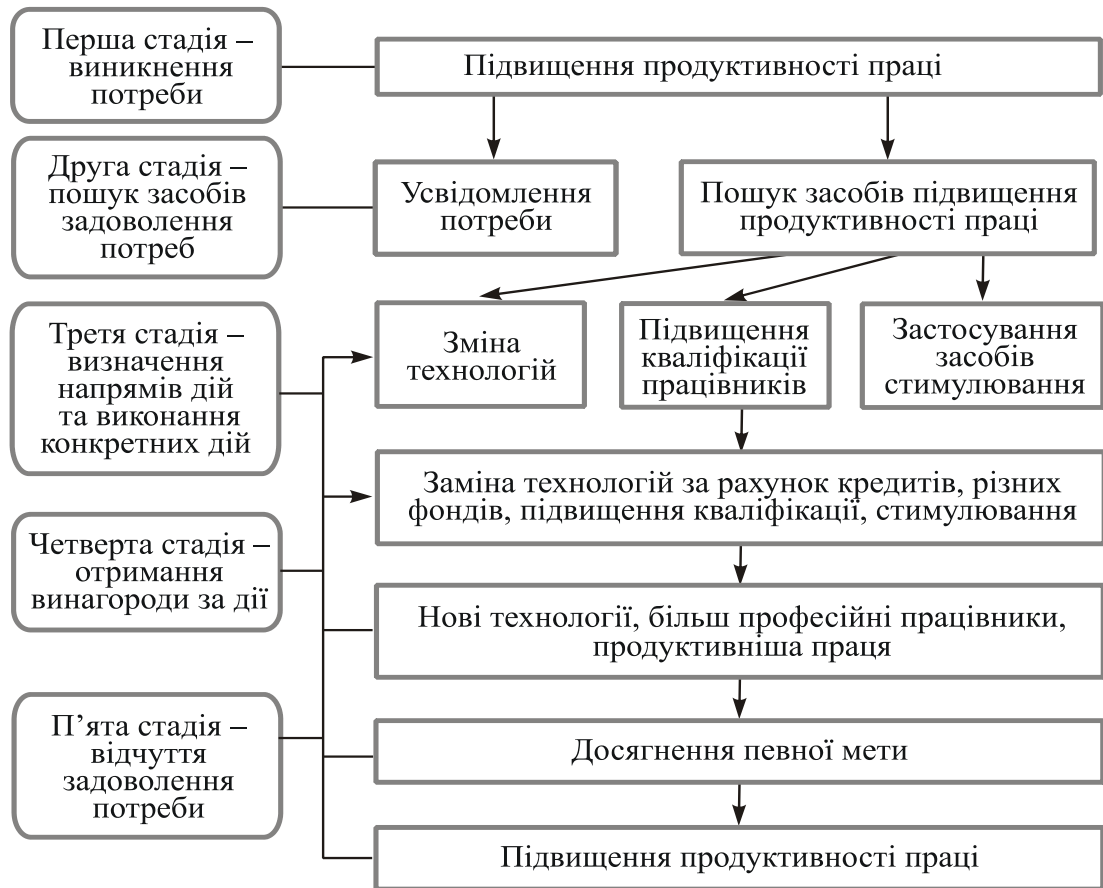 Перша стадія –
виникнення
потреби
Підвищення продуктивності праці
Друга стадія –
пошук засобів
задоволення
потреб
Усвідомлення
потреби
Пошук засобів підвищення
продуктивності праці
Третя стадія –
визначення
напрямів дій
та виконання
конкретних дій
Зміна
технологій
Підвищення
кваліфікації
працівників
Застосування
засобів
стимулювання
Заміна технологій за рахунок кредитів, різних
фондів, підвищення кваліфікації, стимулювання
Четверта стадія –
отримання
винагороди за дії
Нові технології, більш професійні працівники,
продуктивніша праця
П’ята стадія –
відчуття
задоволення
потреби
Досягнення певної мети
Підвищення продуктивності праці